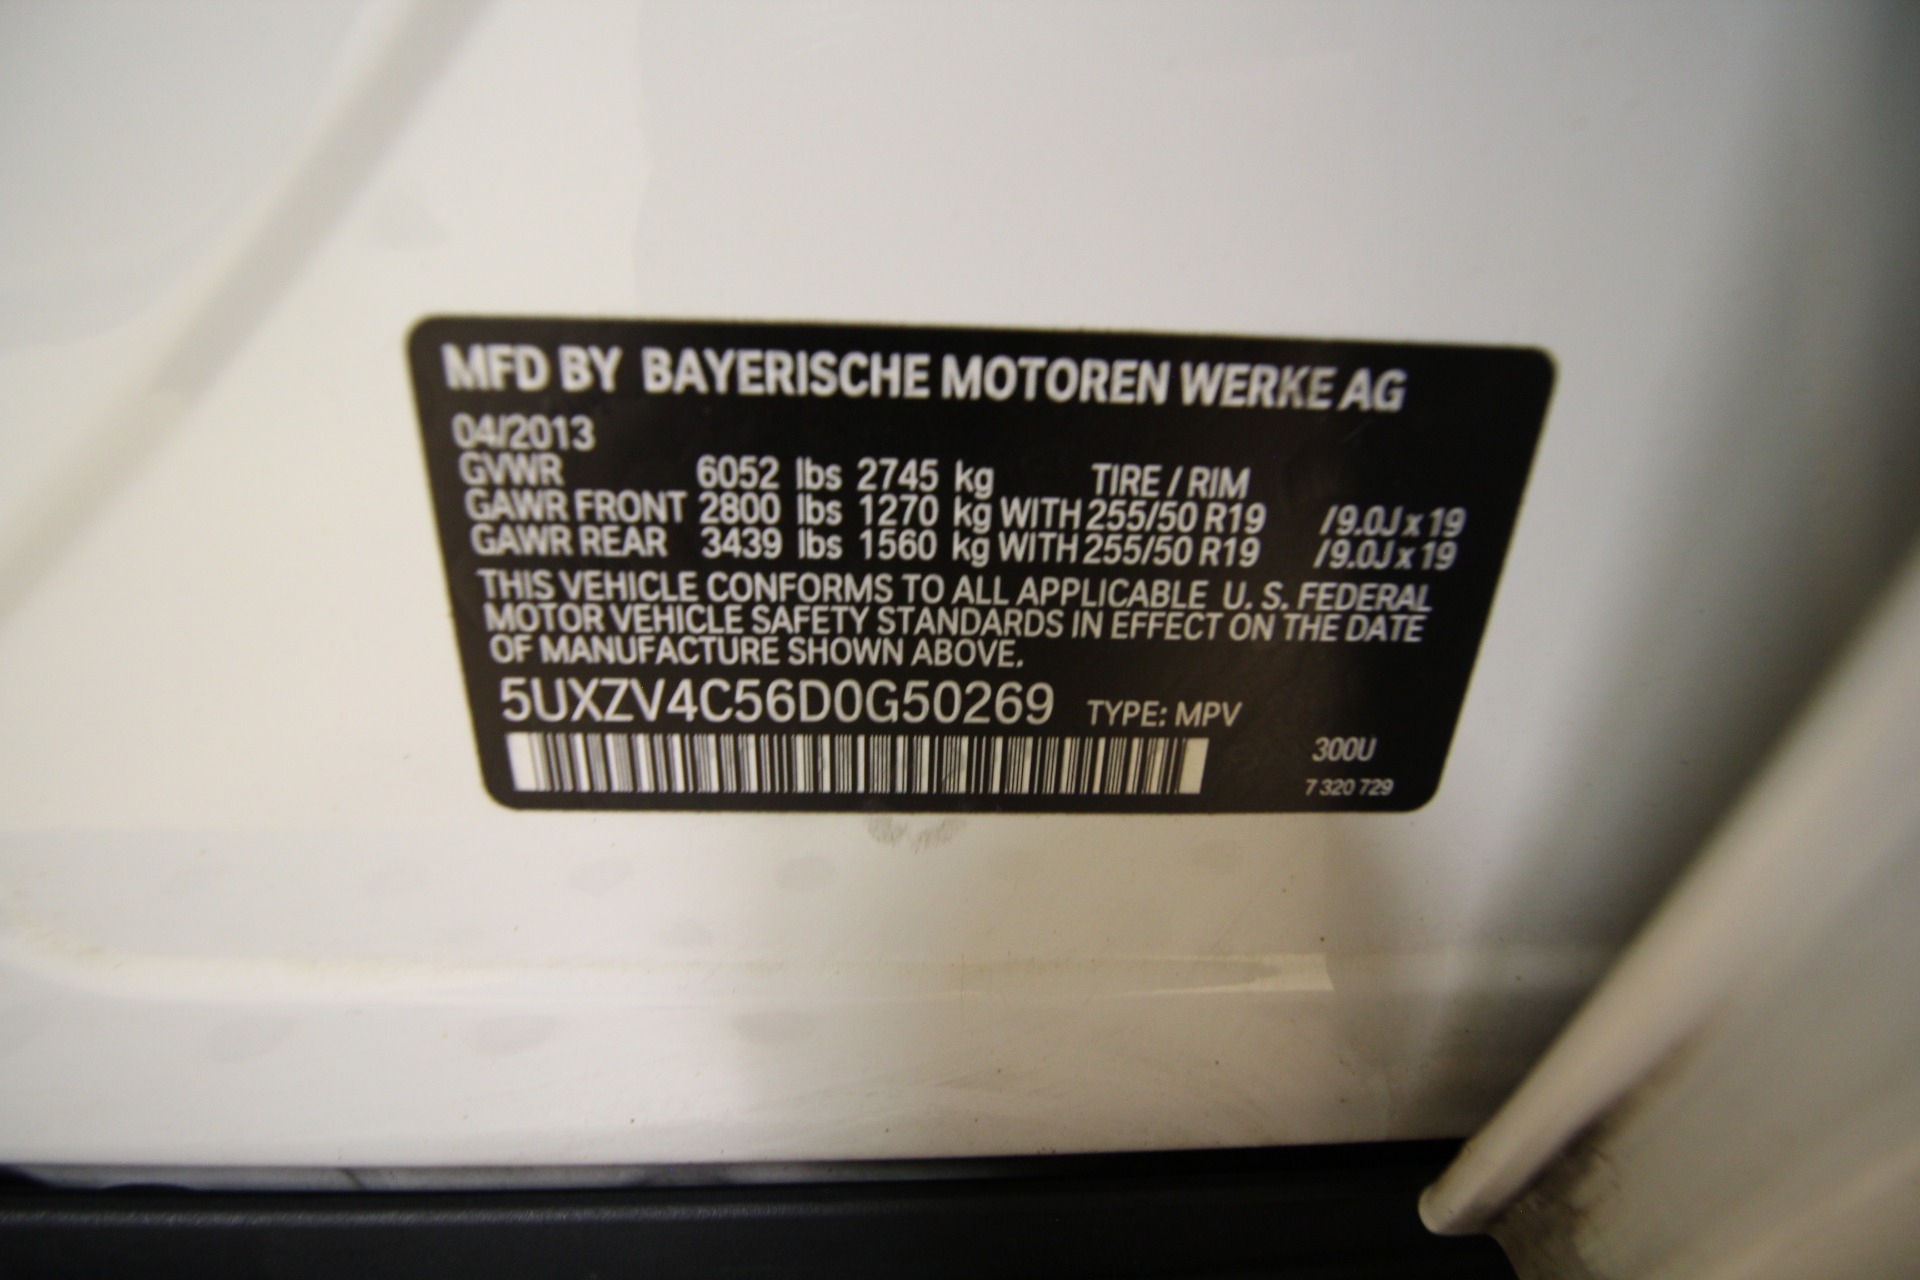 MFD BY BAYERISCHE MOTOREN WERKE AG
04/2013
GVWR 6052 lbs 2745 kg TIRE / RIM
GAWR FRONT 2800 lbs 1270 kg WITH 255/50 R19 /9.0J x 19
GAWR REAR 3439 lbs 1560 kg WITH 255/50 R19 /9.0J x 19
THIS VEHICLE CONFORMS TO ALL APPLICABLE U. S. FEDERAL
MOTOR VEHICLE SAFETY STANDARDS IN EFFECT ON THE DATE
OF MANUFACTURE SHOWN ABOVE.
5UXZV4C56D0G50269 TYPE: MPV
300U
7 320 729